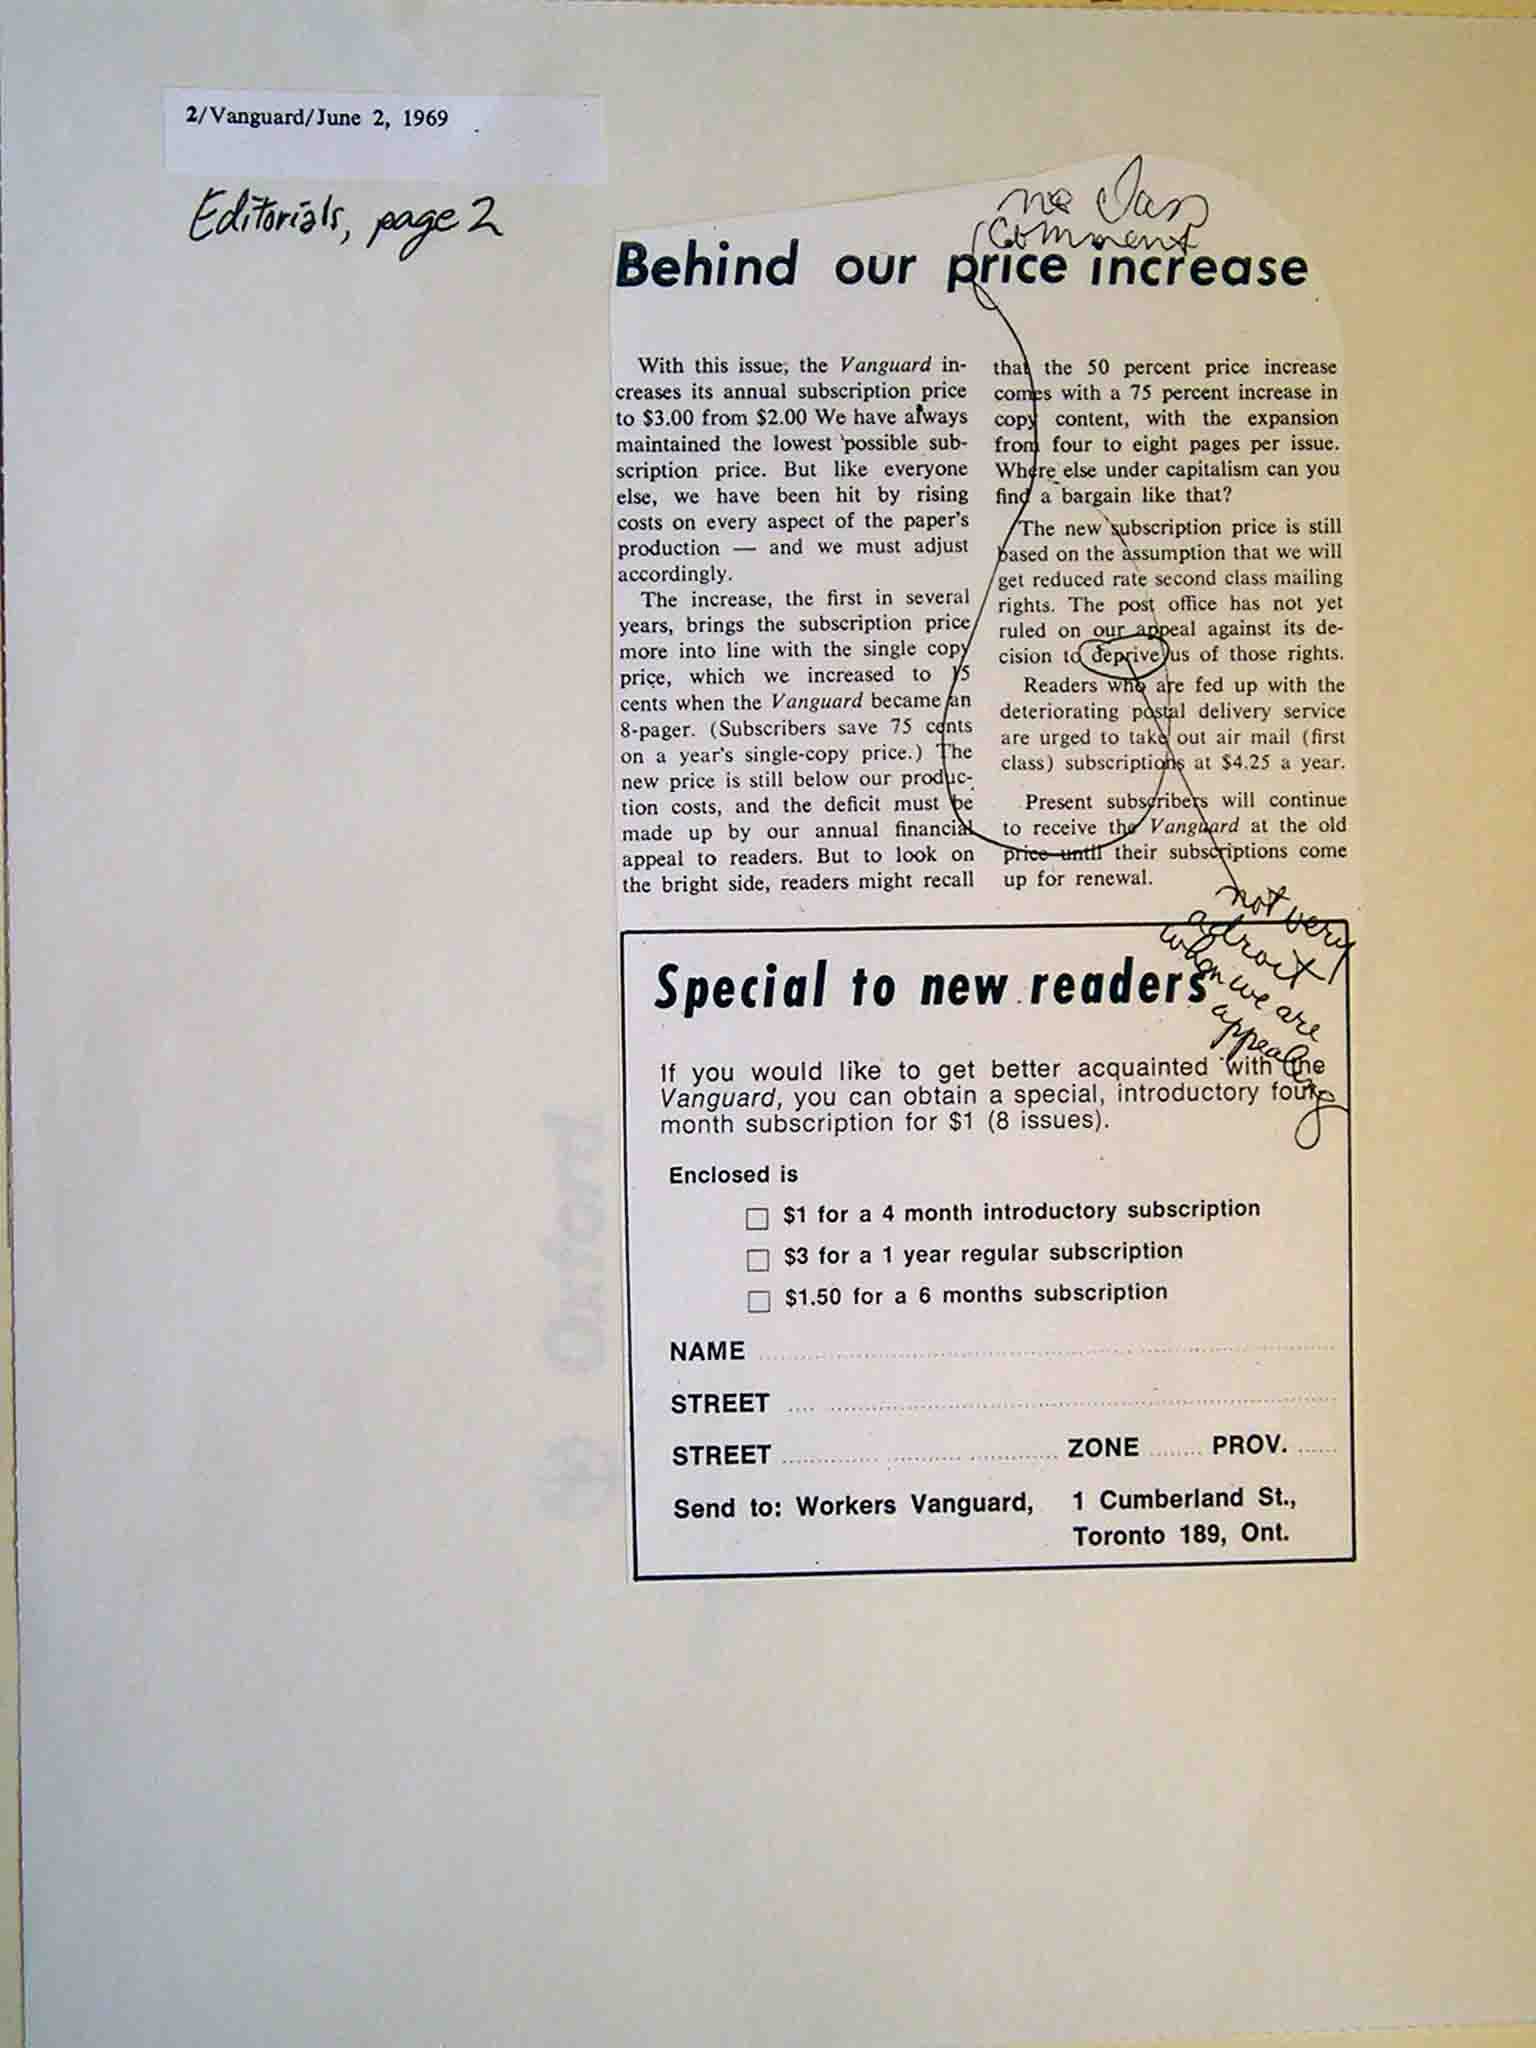 2/Vanguard/June 2, 1969
Editorials, page 2
no
Comment
Behind our price increase
With this issue, the Vanguard in-
creases its annual subscription price
to $3.00 from $2.00 We have always
maintained the lowest possible sub-
scription price. But like everyone
else, we have been hit by rising
costs on every aspect of the paper's
production — and we must adjust
accordingly.
The increase, the first in several
years, brings the subscription price
more into line with the single copy
price, which we increased to 15
cents when the Vanguard became an
8-pager. (Subscribers save 75 cents
on a year's single-copy price.) The
new price is still below our produc-
tion costs, and the deficit must be
made up by our annual financial
appeal to readers. But to look on
the bright side, readers might recall
that the 50 percent price increase
comes with a 75 percent increase in
copy content, with the expansion
from four to eight pages per issue.
Where else under capitalism can you
find a bargain like that?
The new subscription price is still
based on the assumption that we will
get reduced rate second class mailing
rights. The post office has not yet
ruled on our appeal against its de-
cision to deprive us of those rights.
Readers who are fed up with the
deteriorating postal delivery service
are urged to take out air mail (first
class) subscriptions at $4.25 a year.
Present subscribers will continue
to receive the Vanguard at the old
price until their subscriptions come
up for renewal.
not very
adroit!
when we are
appealing
Special to new readers
If you would like to get better acquainted with the
Vanguard, you can obtain a special, introductory four
month subscription for $1 (8 issues).
Enclosed is
$1 for a 4 month introductory subscription
$3 for a 1 year regular subscription
$1.50 for a 6 months subscription
NAME
STREET
STREET ZONE PROV.
Send to: Workers Vanguard, 1 Cumberland St.,
Toronto 189, Ont.